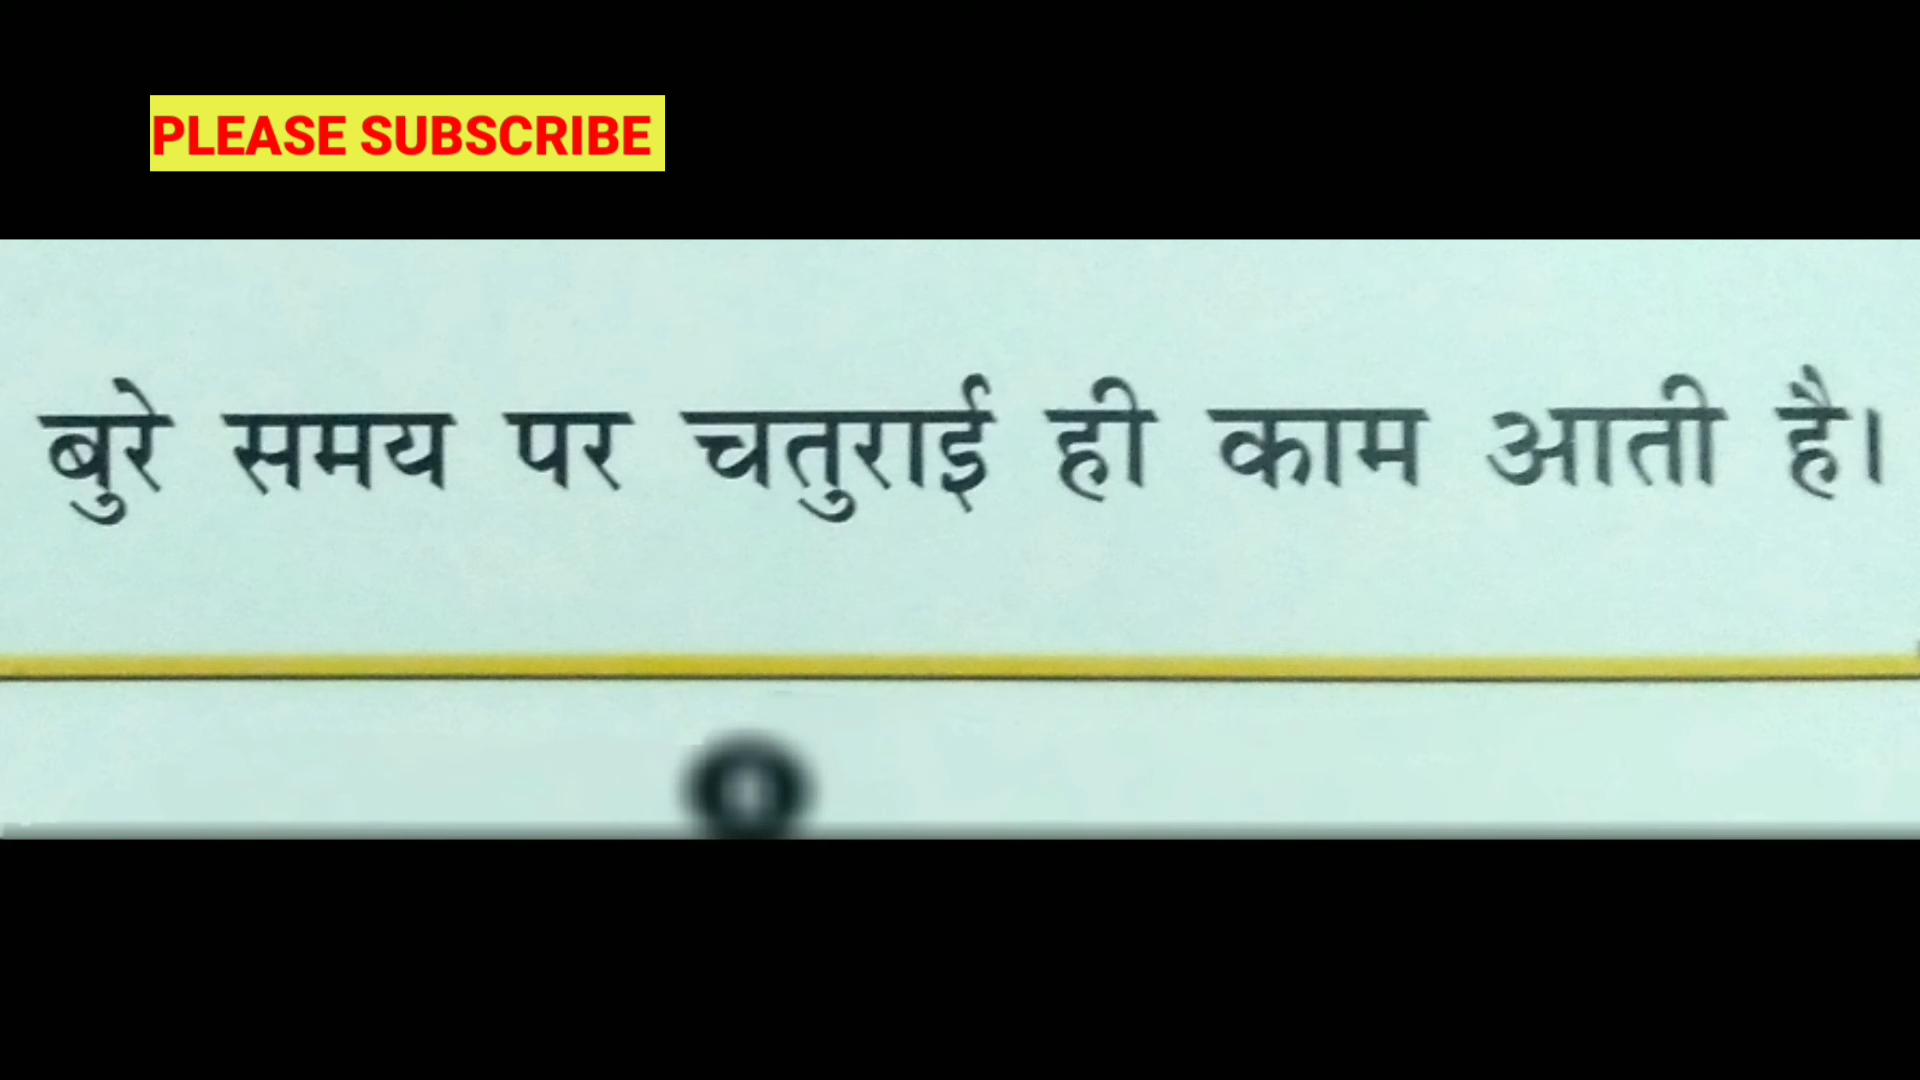 PLEASE SUBSCRIBE
बुरे समय पर चतुराई ही काम आती है।